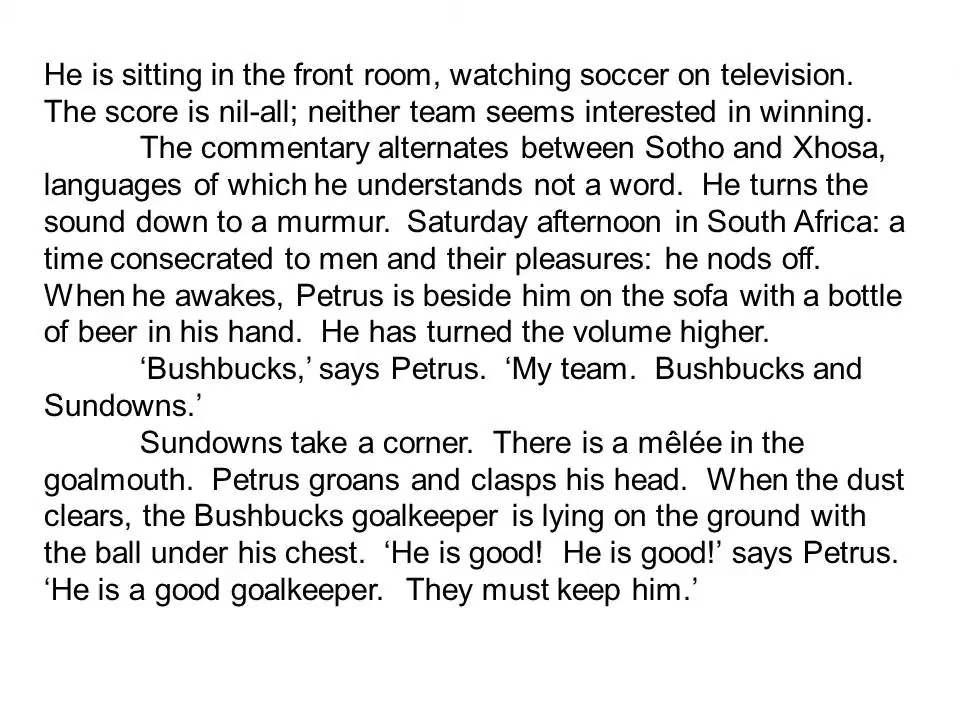 He is sitting in the front room, watching soccer on television.
The score is nil-all; neither team seems interested in winning.
The commentary alternates between Sotho and Xhosa,
languages of which he understands not a word.  He turns the
sound down to a murmur.  Saturday afternoon in South Africa: a
time consecrated to men and their pleasures: he nods off.
When he awakes, Petrus is beside him on the sofa with a bottle
of beer in his hand.  He has turned the volume higher.
‘Bushbucks,’ says Petrus.  ‘My team.  Bushbucks and
Sundowns.’
Sundowns take a corner.  There is a mêlée in the
goalmouth.  Petrus groans and clasps his head.  When the dust
clears, the Bushbucks goalkeeper is lying on the ground with
the ball under his chest.  ‘He is good!  He is good!’ says Petrus.
‘He is a good goalkeeper.  They must keep him.’